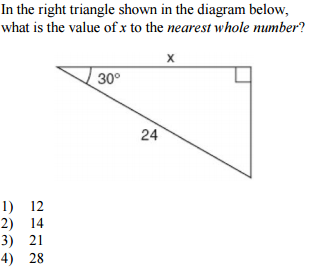 In the right triangle shown in the diagram below,
what is the value of x to the nearest whole number?
x
30°
24
1) 12
2) 14
3) 21
4) 28